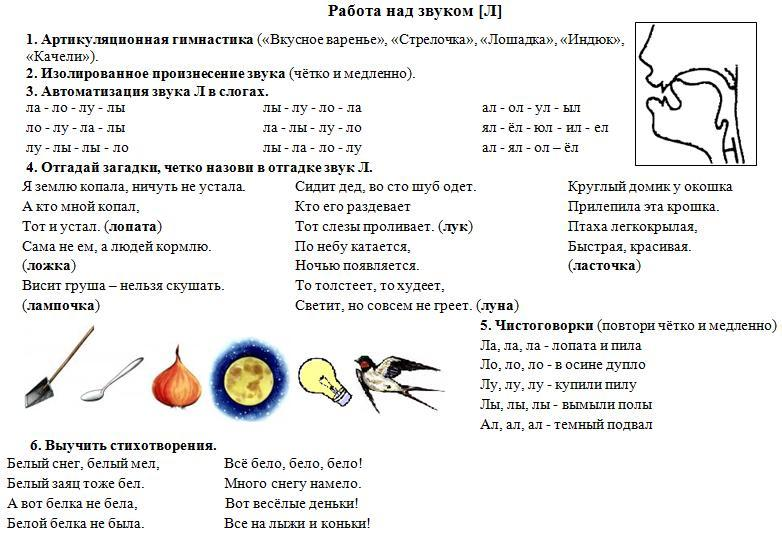 Работа над звуком [Л]
1. Артикуляционная гимнастика («Вкусное варенье», «Стрелочка», «Лошадка», «Индюк»,
«Качели»).
2. Изолированное произнесение звука (чётко и медленно).
3. Автоматизация звука Л в слогах.
ла - ло - лу - лы
ло - лу - ла - лы
лу - лы - лы - ло
лы - лу - ло - ла
ла - лы - лу - ло
лы - ла - ло - лу
ал - ол - ул - ыл
ял - ёл - юл - ил - ел
ал - ял - ол – ёл
4. Отгадай загадки, четко назови в отгадке звук Л.
Я землю копала, ничуть не устала.
А кто мной копал,
Тот и устал. (лопата)
Сама не ем, а людей кормлю.
(ложка)
Висит груша – нельзя скушать.
(лампочка)
Сидит дед, во сто шуб одет.
Кто его раздевает
Тот слезы проливает. (лук)
По небу катается,
Ночью появляется.
То толстеет, то худеет,
Светит, но совсем не греет. (луна)
Круглый домик у окошка
Прилепила эта крошка.
Птаха легкокрылая,
Быстрая, красивая.
(ласточка)
5. Чистоговорки (повтори чётко и медленно)
Ла, ла, ла - лопата и пила
Ло, ло, ло - в осине дупло
Лу, лу, лу - купили пилу
Лы, лы, лы - вымыли полы
Ал, ал, ал - темный подвал
6. Выучить стихотворения.
Белый снег, белый мел,
Белый заяц тоже бел.
А вот белка не бела,
Белой белка не была.
Всё бело, бело, бело!
Много снегу намело.
Вот весёлые деньки!
Все на лыжи и коньки!